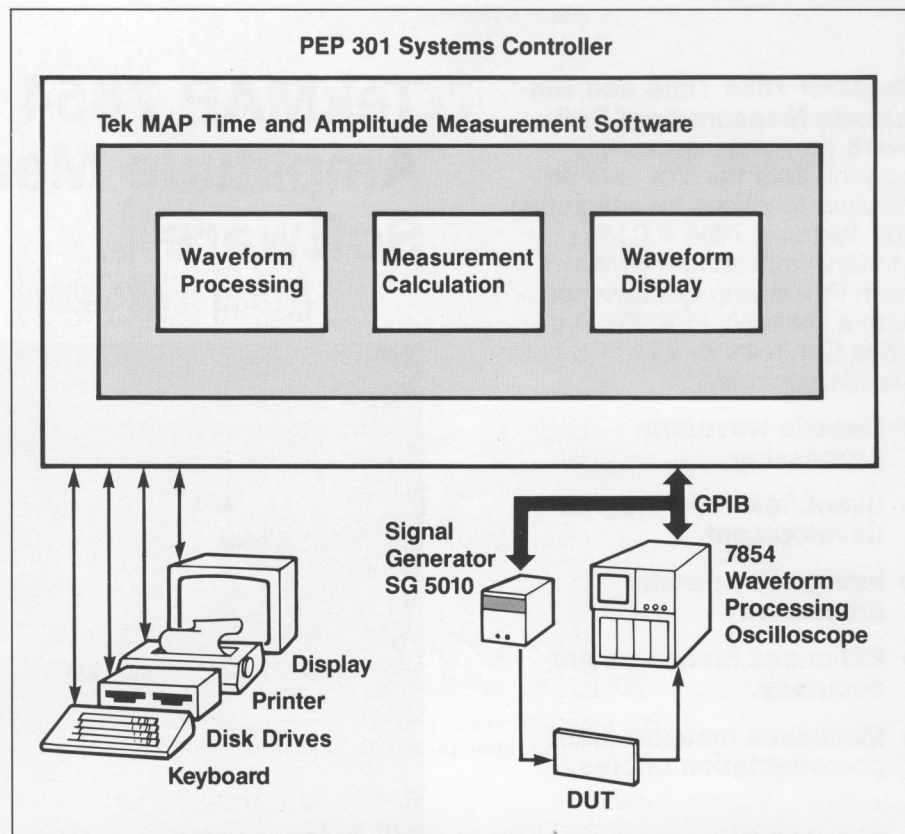 PEP 301 Systems Controller
Tek MAP Time and Amplitude Measurement Software
Waveform
Processing
Measurement
Calculation
Waveform
Display
GPIB
Signal
Generator
SG 5010
7854
Waveform
Processing
Oscilloscope
Display
Printer
Disk Drives
Keyboard
DUT